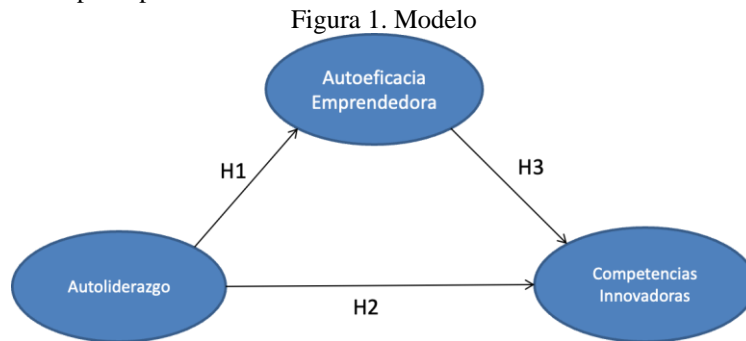 Figura 1. Modelo
Autoeficacia
Emprendedora
H1
H3
Autoliderazgo
Competencias
Innovadoras
H2